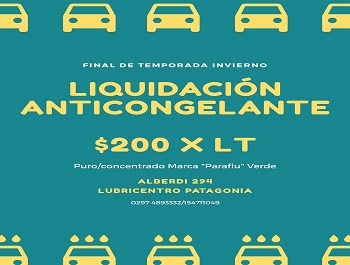 FINAL DE TEMPORADA INVIERNO
LIQUIDACIÓN
ANTICONGELANTE
$200 X LT
Puro/concentrado Marca "Paraflu" Verde
ALBERDI 294
LUBRICENTRO PATAGONIA
0297 4893332/154711049